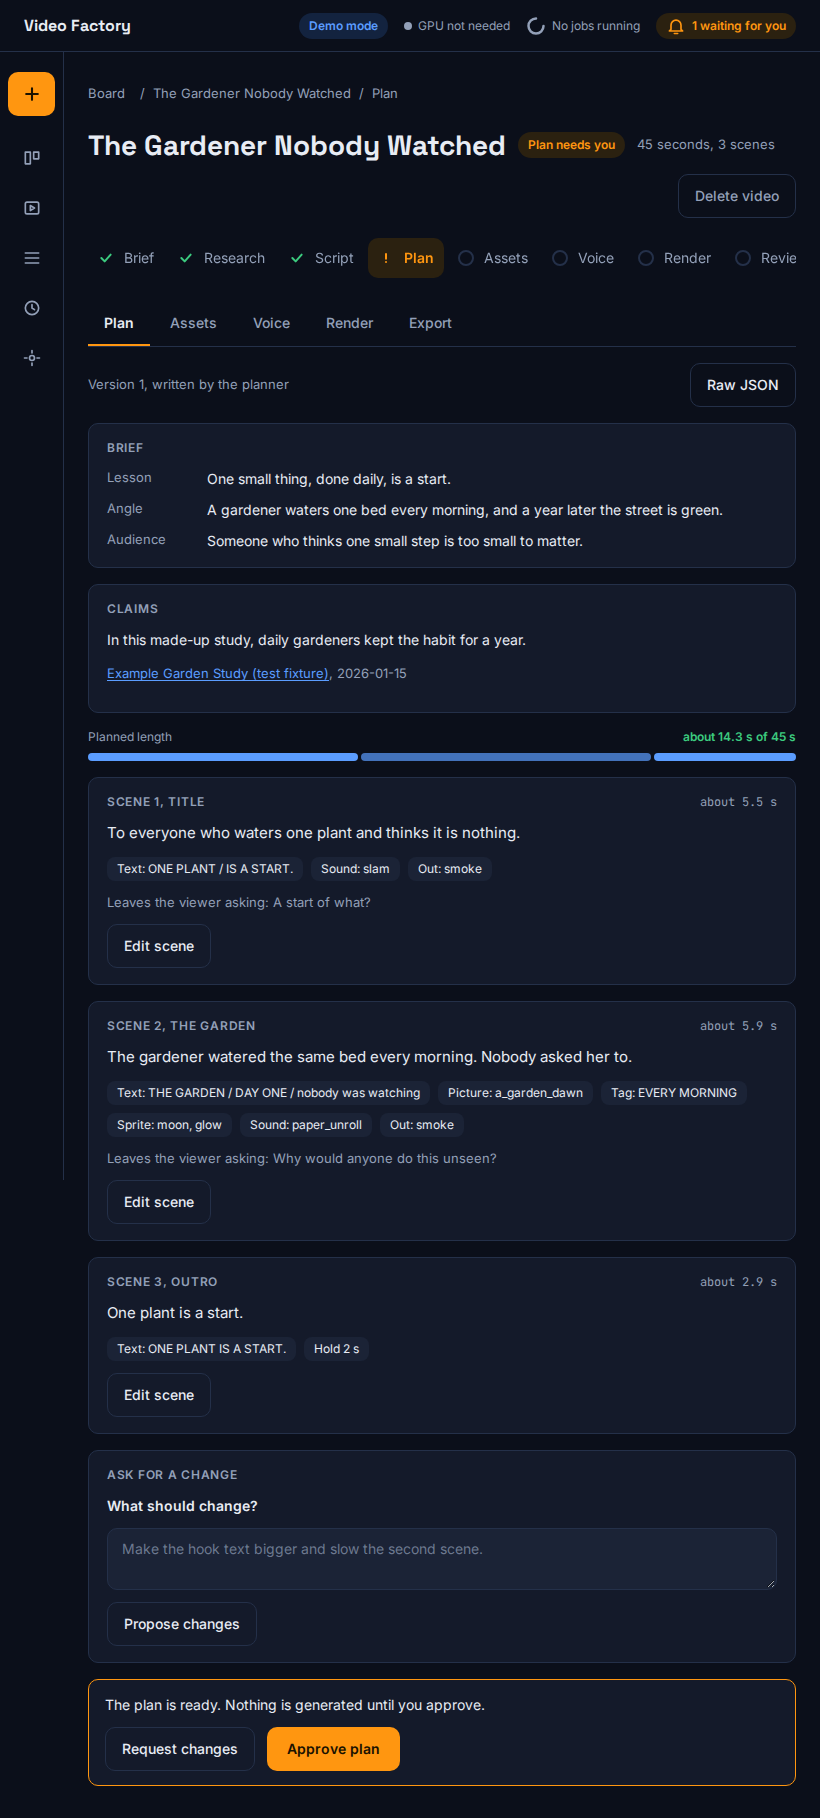 Video Factory
Demo mode
GPU not needed
No jobs running
1 waiting for you
Board / The Gardener Nobody Watched / Plan
The Gardener Nobody Watched
Plan needs you
45 seconds, 3 scenes
Delete video
Brief
Research
Script
! Plan
Assets
Voice
Render
Revie
Plan
Assets
Voice
Render
Export
Version 1, written by the planner
Raw JSON
BRIEF
Lesson One small thing, done daily, is a start.
Angle A gardener waters one bed every morning, and a year later the street is green.
Audience Someone who thinks one small step is too small to matter.
CLAIMS
In this made-up study, daily gardeners kept the habit for a year.
Example Garden Study (test fixture), 2026-01-15
Planned length
about 14.3 s of 45 s
SCENE 1, TITLE
about 5.5 s
To everyone who waters one plant and thinks it is nothing.
Text: ONE PLANT / IS A START.
Sound: slam
Out: smoke
Leaves the viewer asking: A start of what?
Edit scene
SCENE 2, THE GARDEN
about 5.9 s
The gardener watered the same bed every morning. Nobody asked her to.
Text: THE GARDEN / DAY ONE / nobody was watching
Picture: a_garden_dawn
Tag: EVERY MORNING
Sprite: moon, glow
Sound: paper_unroll
Out: smoke
Leaves the viewer asking: Why would anyone do this unseen?
Edit scene
SCENE 3, OUTRO
about 2.9 s
One plant is a start.
Text: ONE PLANT IS A START.
Hold 2 s
Edit scene
ASK FOR A CHANGE
What should change?
Make the hook text bigger and slow the second scene.
Propose changes
The plan is ready. Nothing is generated until you approve.
Request changes
Approve plan